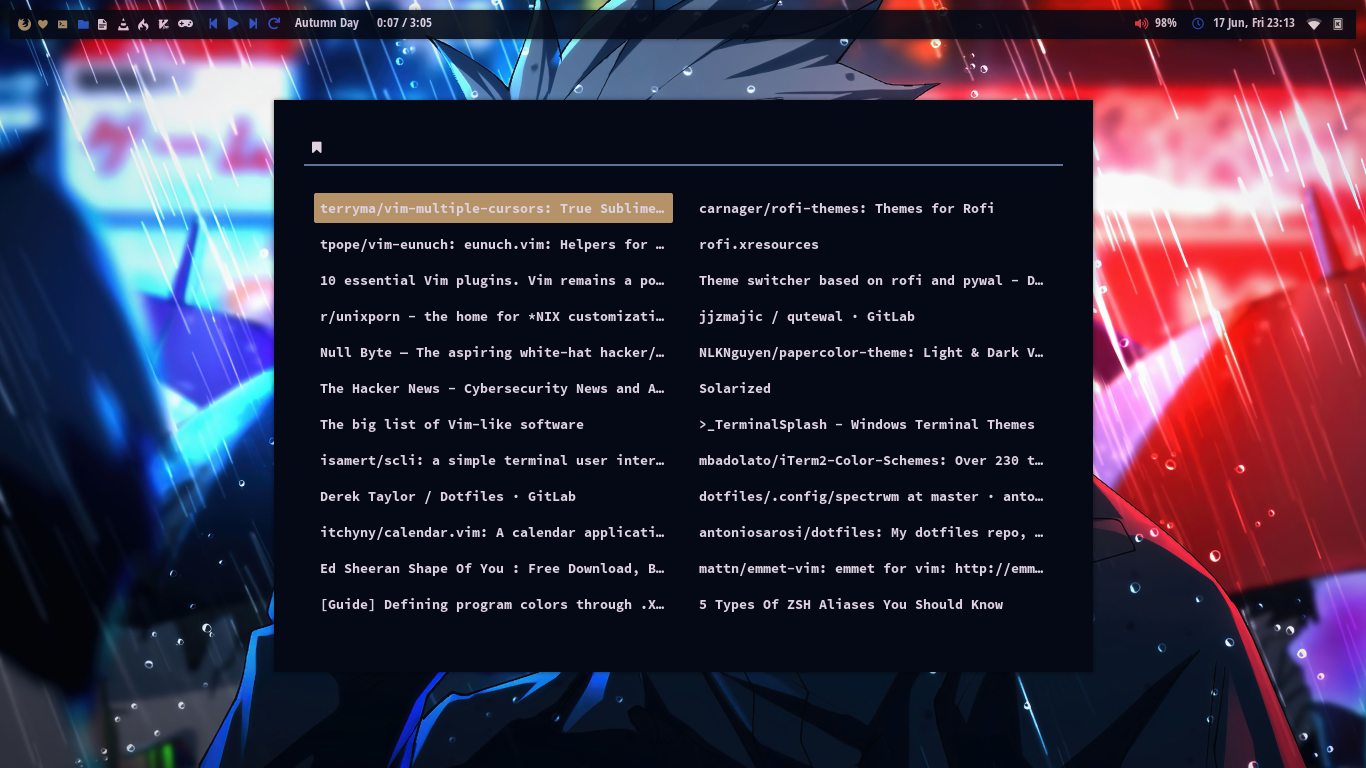 Autumn Day 0:07 / 3:05 98% 17 Jun, Fri 23:13
ゲーム
terryma/vim-multiple-cursors: True Sublime…
tpope/vim-eunuch: eunuch.vim: Helpers for …
10 essential Vim plugins. Vim remains a po…
r/unixporn - the home for *NIX customizati…
Null Byte — The aspiring white-hat hacker/…
The Hacker News - Cybersecurity News and A…
The big list of Vim-like software
isamert/scli: a simple terminal user inter…
Derek Taylor / Dotfiles · GitLab
itchyny/calendar.vim: A calendar applicati…
Ed Sheeran Shape Of You : Free Download, B…
[Guide] Defining program colors through .X…
carnager/rofi-themes: Themes for Rofi
rofi.xresources
Theme switcher based on rofi and pywal - D…
jjzmajic / qutewal · GitLab
NLKNguyen/papercolor-theme: Light & Dark V…
Solarized
>_TerminalSplash - Windows Terminal Themes
mbadolato/iTerm2-Color-Schemes: Over 230 t…
dotfiles/.config/spectrwm at master · anto…
antoniosarosi/dotfiles: My dotfiles repo, …
mattn/emmet-vim: emmet for vim: http://emm…
5 Types Of ZSH Aliases You Should Know